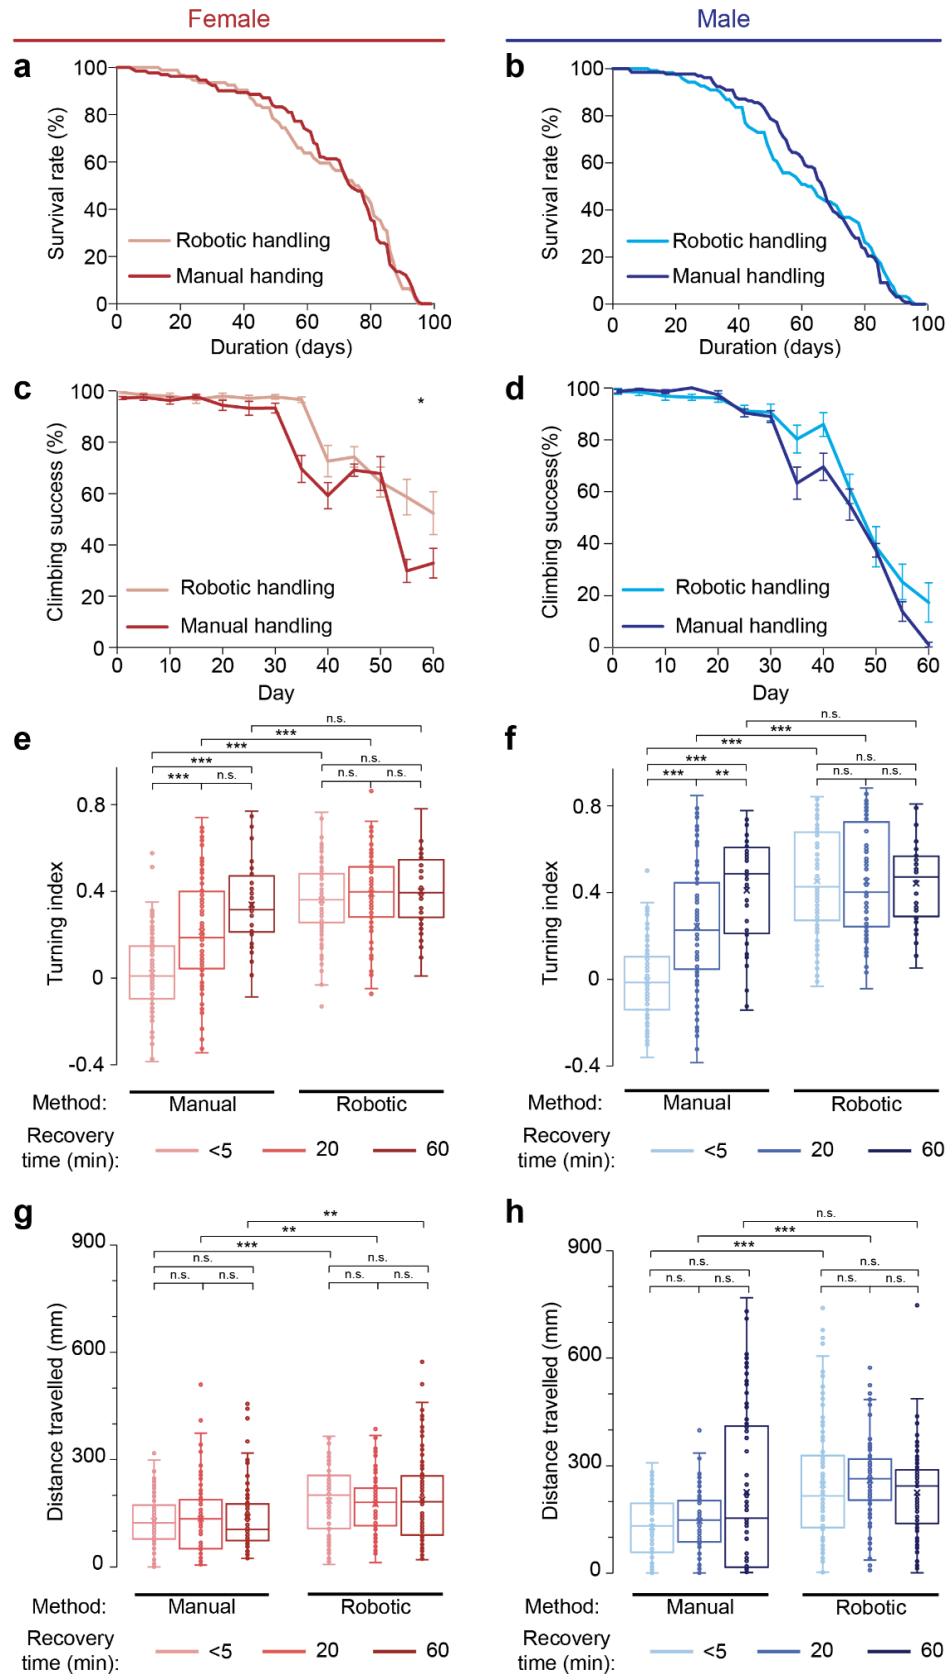 Female
Male
a
100
80
60
40
20
0
Survival rate (%)
Robotic handling
Manual handing
0 20 40 60 80 100
Duration (days)
b
100
80
60
40
20
0
Survival rate (%)
Robotic handling
Manual handling
0 20 40 60 80 100
Duration (days)
c
100
80
60
40
20
0
Climbing success (%)
*
Robotic handling
Manual handling
0 10 20 30 40 50 60
Day
d
100
80
60
40
20
0
Climbing success(%)
Robotic handling
Manual handling
0 10 20 30 40 50 60
Day
e
n.s.
***
***
***
n.s.
*** n.s.
n.s. n.s.
0.8
0.4
0
-0.4
Turning index
Method: Manual Robotic
Recovery
time (min): <5 20 60
f
n.s.
***
***
***
n.s.
*** **
n.s. n.s.
0.8
0.4
0
-0.4
Turning index
Method: Manual Robotic
Recovery
time (min): <5 20 60
g
**
**
***
n.s.
n.s.
n.s. n.s.
n.s. n.s.
900
600
300
0
Distance travelled (mm)
Method: Manual Robotic
Recovery
time (min): <5 20 60
h
n.s.
***
***
n.s.
n.s.
n.s. n.s.
n.s. n.s.
900
600
300
0
Distance travelled (mm)
Method: Manual Robotic
Recovery
time (min): <5 20 60